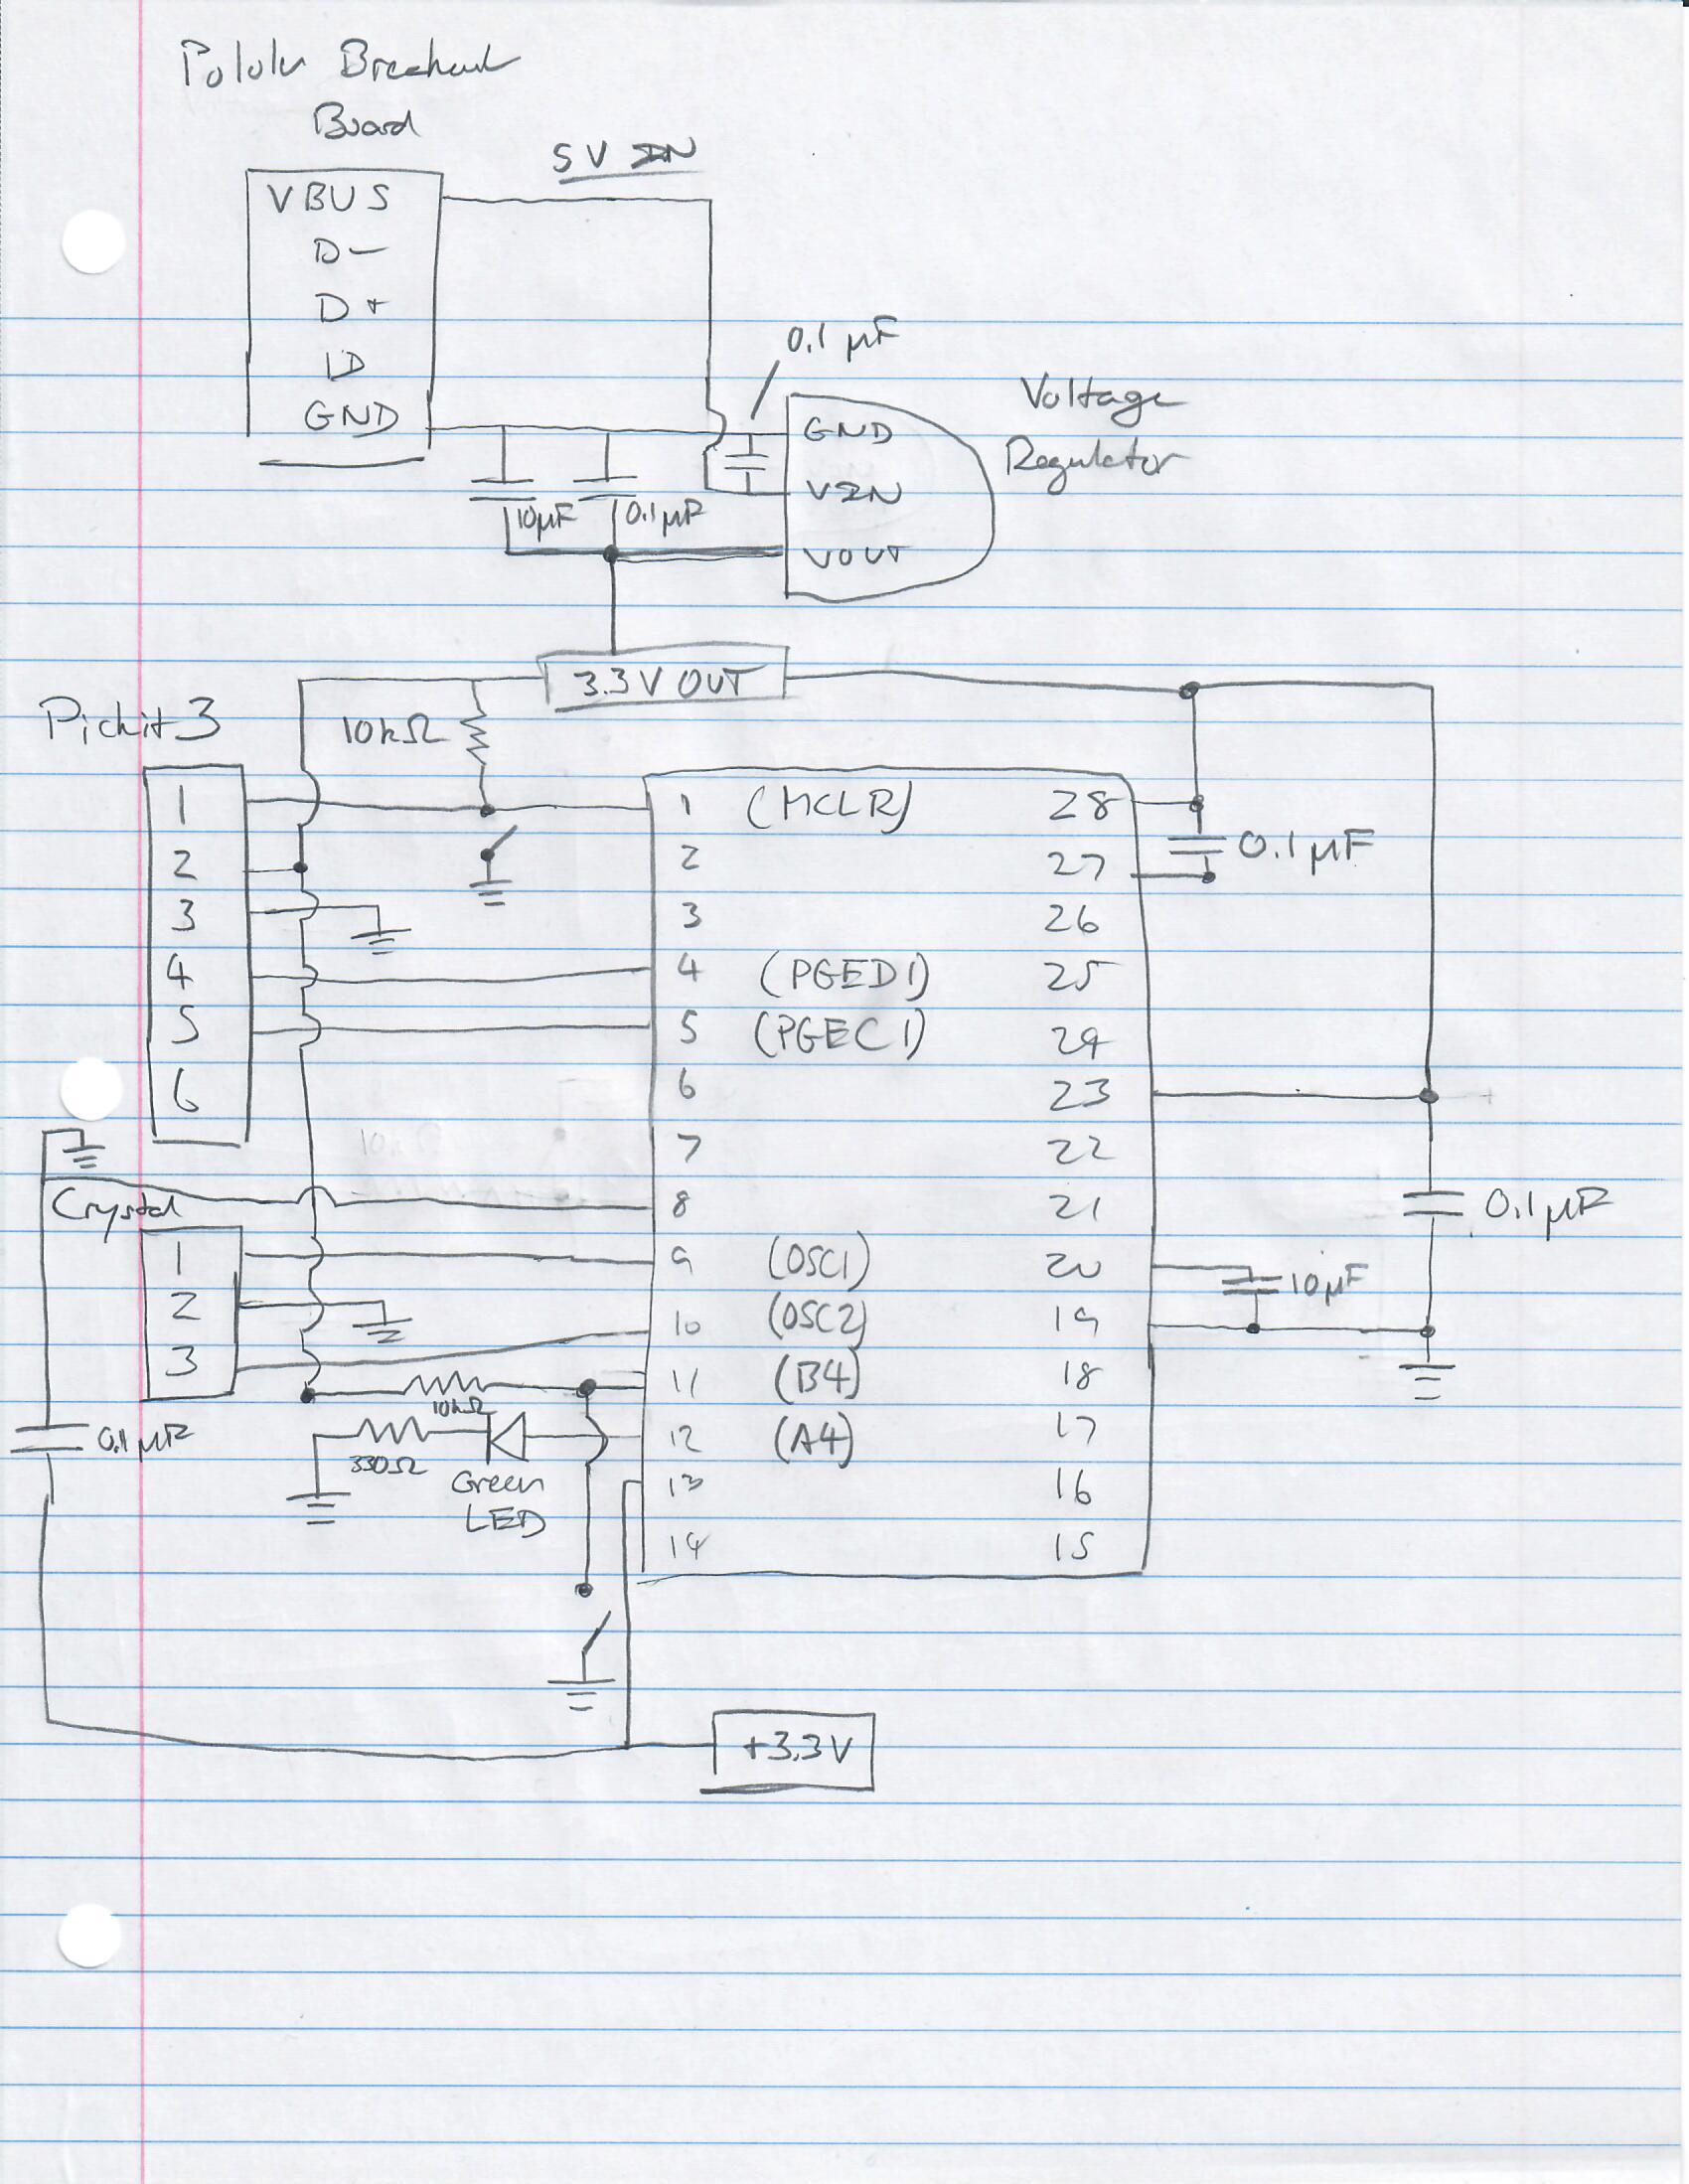 Pololu Breakout
Board
5V IN
VBUS
D-
D+
ID
GND
0.1 µF
Voltage
Regulator
GND
VIN
VOUT
10µF
0.1µF
3.3V OUT
Pickit 3
10kΩ
1
2
3
4
5
6
1 (MCLR) 28
2 27
3 26
4 (PGED1) 25
5 (PGEC1) 24
6 23
7 22
8 21
9 (OSC1) 20
10 (OSC2) 19
11 (B4) 18
12 (A4) 17
13 16
14 15
0.1µF
0.1µF
10µF
Crystal
1
2
3
10kΩ
0.1µF
330Ω
Green
LED
+3.3V